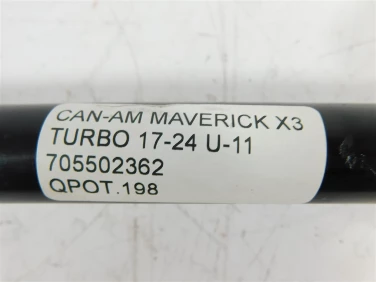 CAN-AM MAVERICK X3
TURBO 17-24 U-11
705502362
QPOT.198